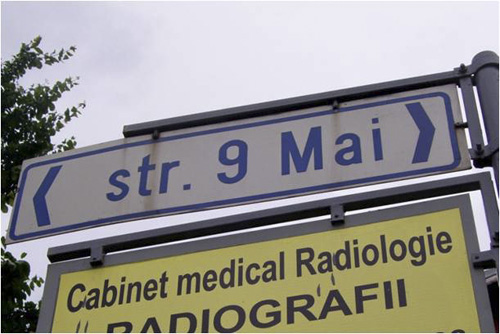 str. 9 Mai
Cabinet medical Radiologie
RADIOGRAFII